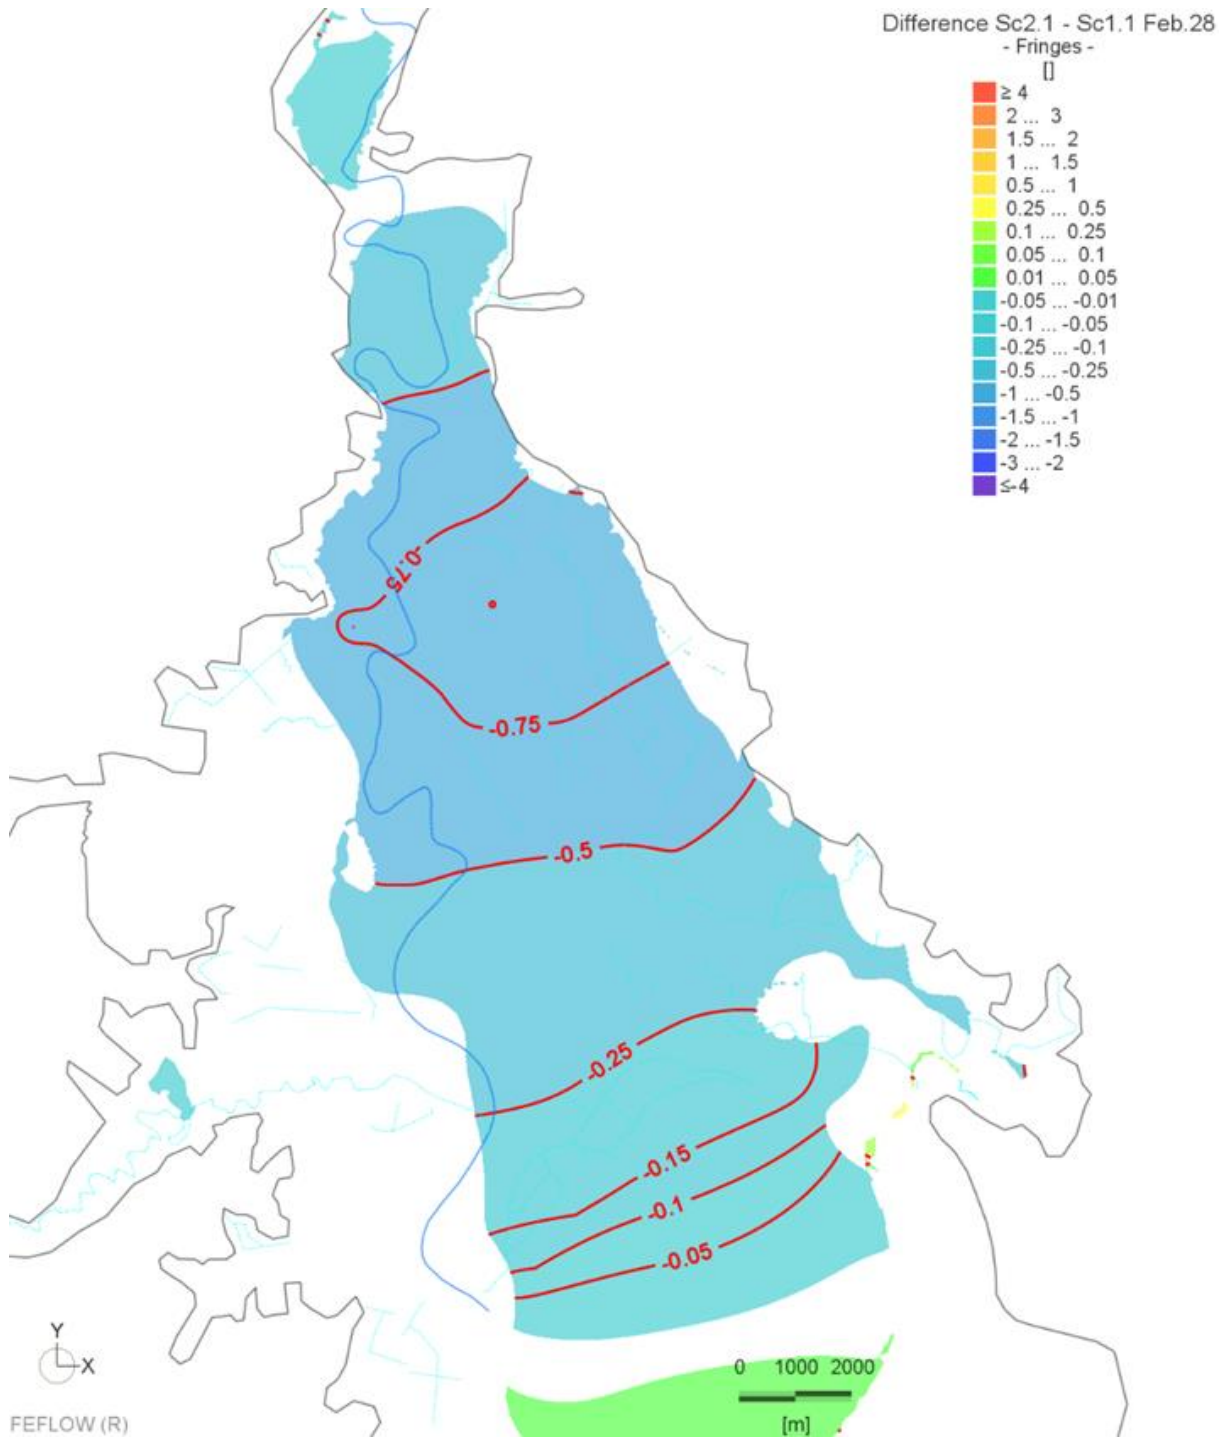 Difference Sc2.1 - Sc1.1 Feb.28
- Fringes -
[]
≥ 4
2 ... 3
1.5 ... 2
1 ... 1.5
0.5 ... 1
0.25 ... 0.5
0.1 ... 0.25
0.05 ... 0.1
0.01 ... 0.05
-0.05 ... -0.01
-0.1 ... -0.05
-0.25 ... -0.1
-0.5 ... -0.25
-1 ... -0.5
-1.5 ... -1
-2 ... -1.5
-3 ... -2
≤-4
-0.75
-0.75
-0.5
-0.25
-0.15
-0.1
-0.05
Y
X
0 1000 2000
[m]
FEFLOW (R)